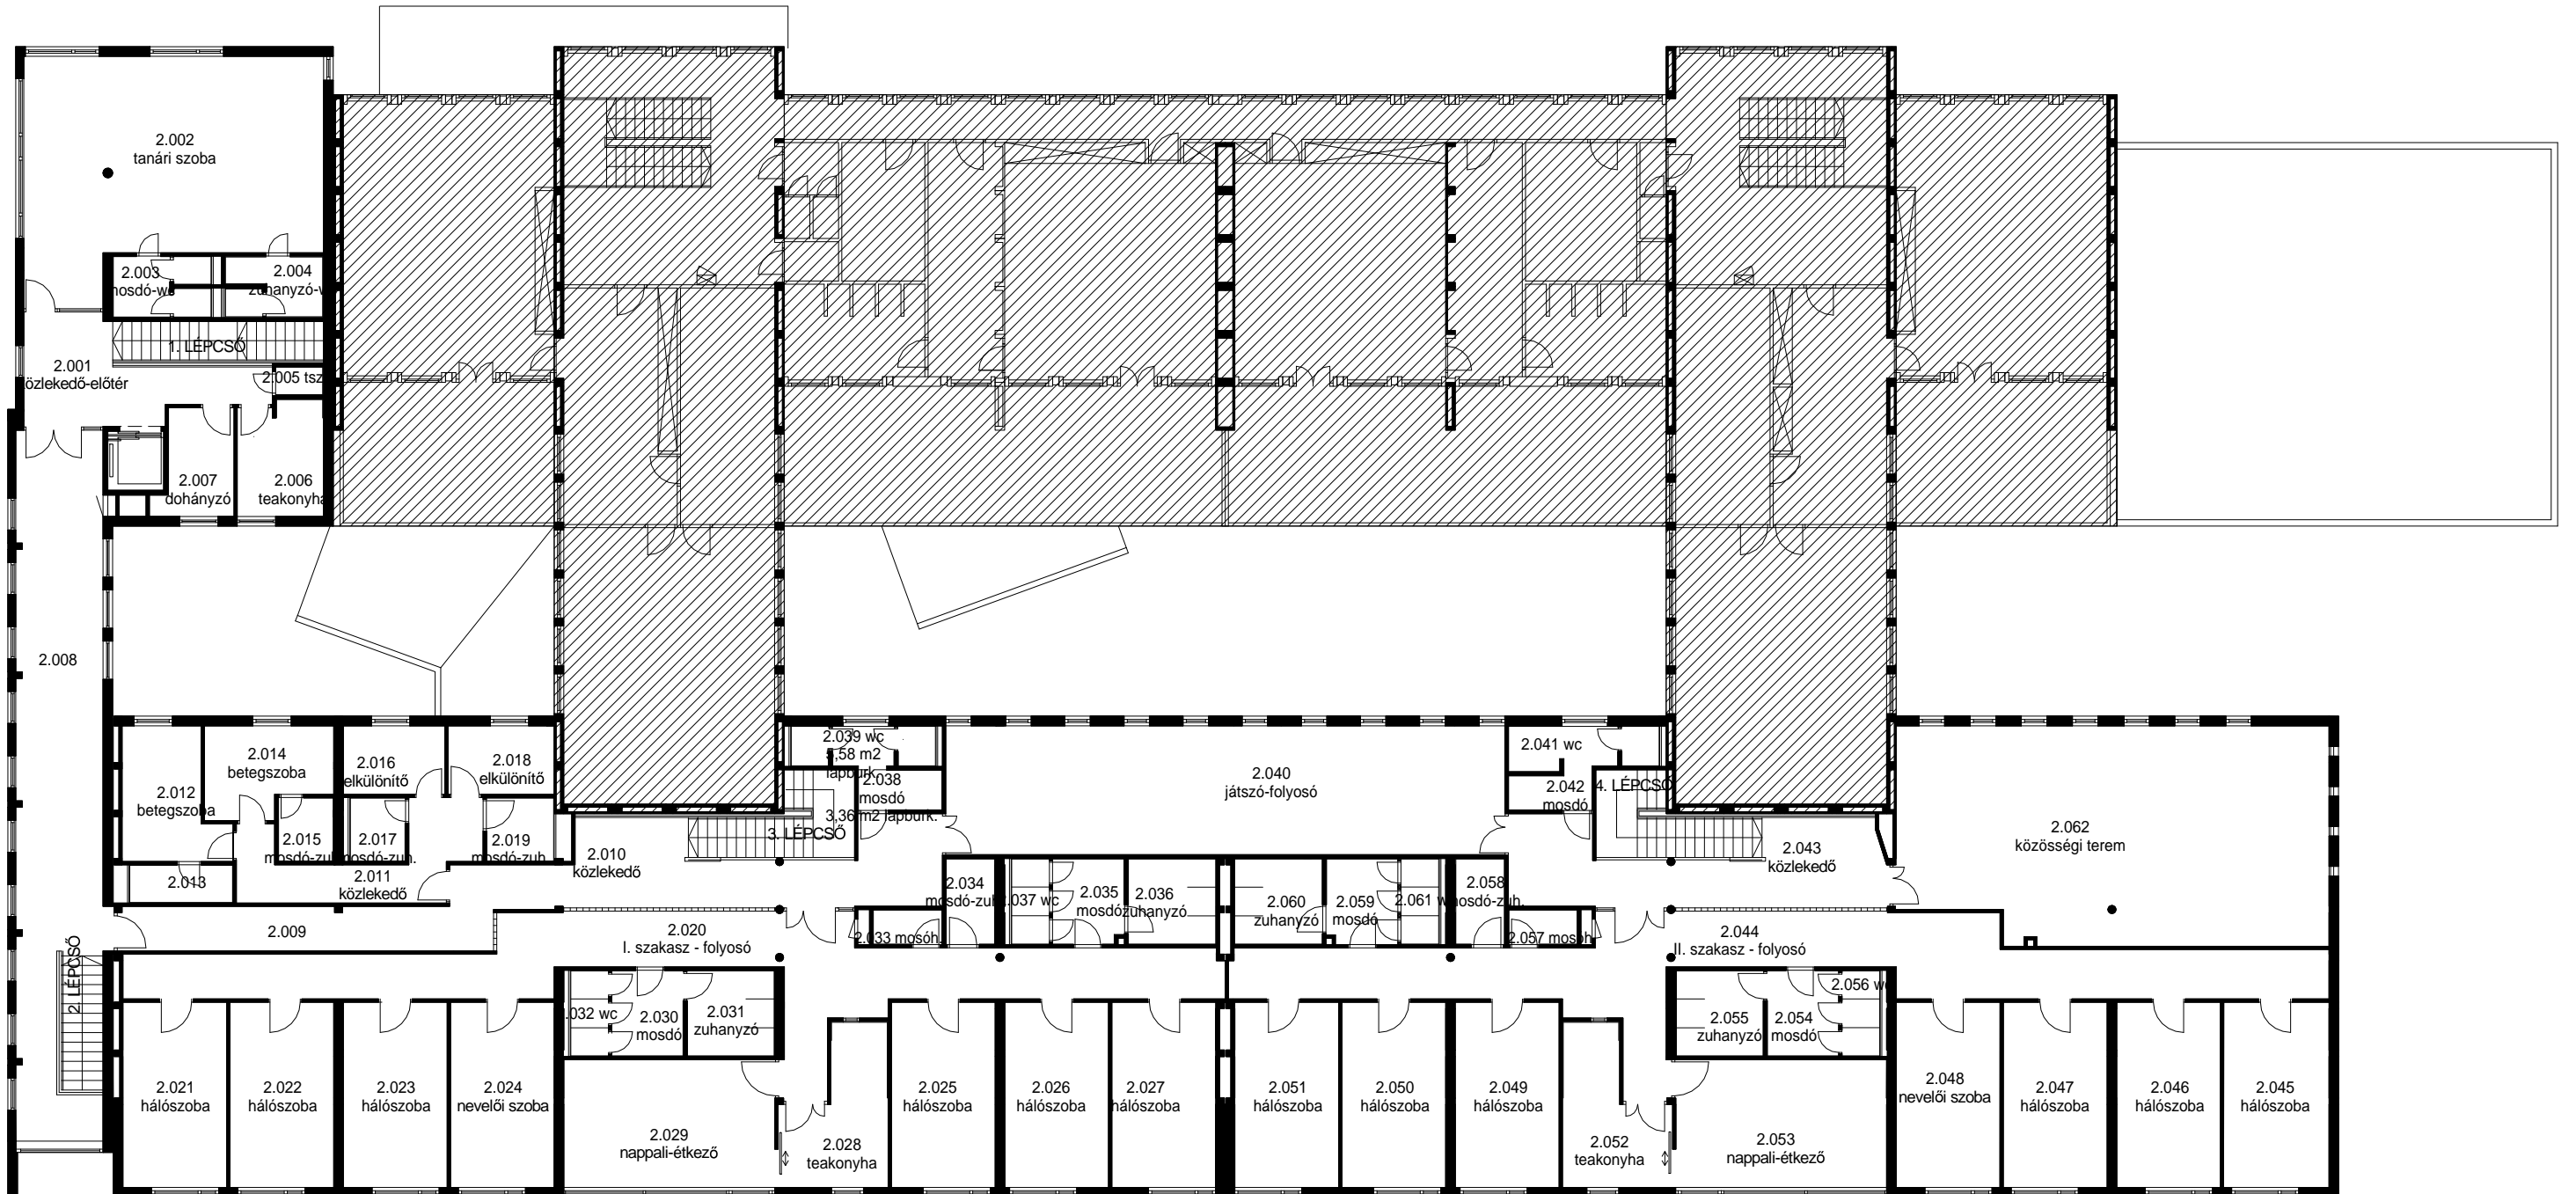 2.002
tanári szoba
2.003
mosdó-wc
2.004
zuhanyzó-w
1. LÉPCSŐ
2.001
közlekedő-előtér
2.005 tsz
2.007
dohányzó
2.006
teakonyha
2.008
2.014
betegszoba
2.016
elkülönítő
2.018
elkülönítő
2.012
betegszoba
2.015
mosdó-zuh.
2.017
mosdó-zuh.
2.019
mosdó-zuh.
2.013
2.011
közlekedő
2.010
közlekedő
2.009
2. LÉPCSŐ
3. LÉPCSŐ
2.039 wc
5,58 m2
lapburk.
2.038
mosdó
3,36 m2 lapburk.
2.040
játszó-folyosó
2.041 wc
2.042
mosdó
4. LÉPCSŐ
2.043
közlekedő
2.062
közösségi terem
2.020
I. szakasz - folyosó
2.033 mosóh.
2.034
mosdó-zuh.
2.037 wc
2.035
mosdó
2.036
zuhanyzó
2.060
zuhanyzó
2.059
mosdó
2.061 w
2.058
mosdó-zuh.
2.057 mosóh.
2.044
II. szakasz - folyosó
2.032 wc
2.030
mosdó
2.031
zuhanyzó
2.055
zuhanyzó
2.054
mosdó
2.056 wc
2.021
hálószoba
2.022
hálószoba
2.023
hálószoba
2.024
nevelői szoba
2.029
nappali-étkező
2.028
teakonyha
2.025
hálószoba
2.026
hálószoba
2.027
hálószoba
2.051
hálószoba
2.050
hálószoba
2.049
hálószoba
2.052
teakonyha
2.053
nappali-étkező
2.048
nevelői szoba
2.047
hálószoba
2.046
hálószoba
2.045
hálószoba